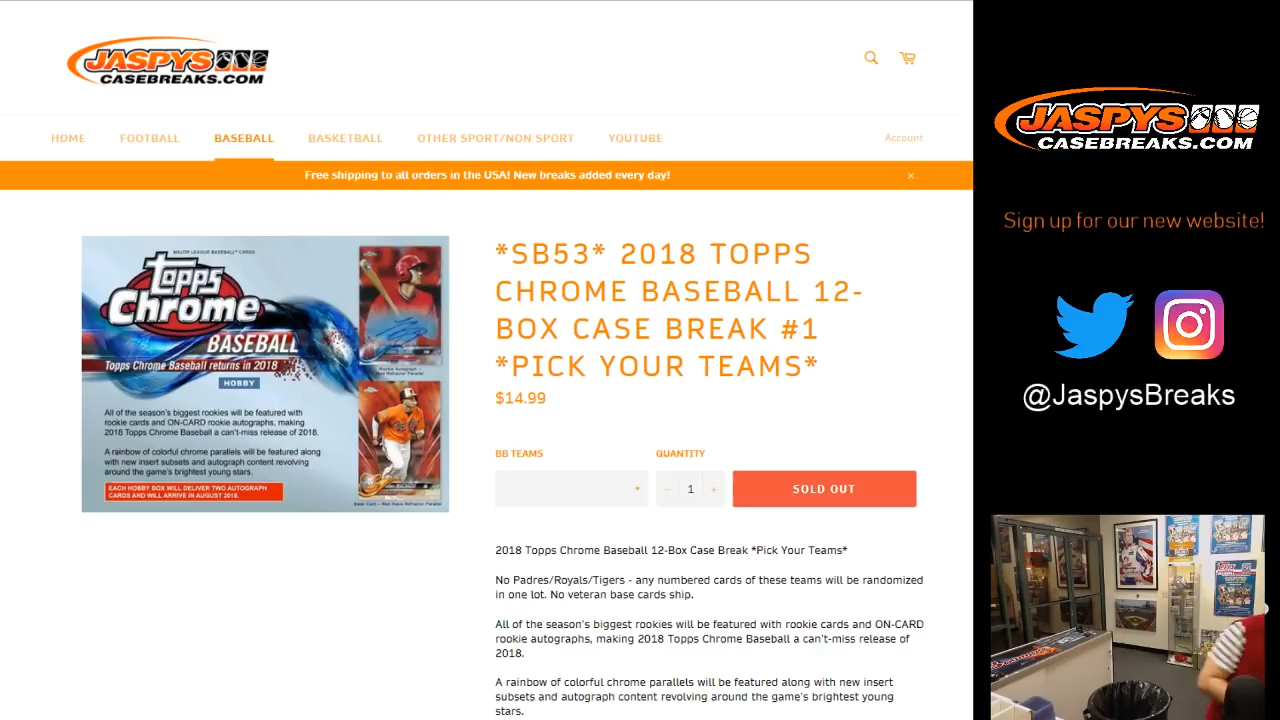 JASPYS
CASEBREAKS.COM
HOME FOOTBALL BASEBALL BASKETBALL OTHER SPORT/NON SPORT YOUTUBE Account
Free shipping to all orders in the USA! New breaks added every day! ×
MAJOR LEAGUE BASEBALL CARDS
topps
Chrome
BASEBALL
Topps Chrome Baseball returns in 2018
HOBBY
All of the season's biggest rookies will be featured with
rookie cards and ON-CARD rookie autographs, making
2018 Topps Chrome Baseball a can't-miss release of 2018.
A rainbow of colorful chrome parallels will be featured along
with new insert subsets and autograph content revolving
around the game's brightest stars.
EACH HOBBY BOX WILL DELIVER TWO AUTOGRAPH
CARDS AND WILL ARRIVE IN AUGUST 2018.
*SB53* 2018 TOPPS
CHROME BASEBALL 12-
BOX CASE BREAK #1
*PICK YOUR TEAMS*
$14.99
BB TEAMS QUANTITY
− 1 + SOLD OUT
2018 Topps Chrome Baseball 12-Box Case Break *Pick Your Teams*
No Padres/Royals/Tigers - any numbered cards of these teams will be randomized
in one lot. No veteran base cards ship.
All of the season's biggest rookies will be featured with rookie cards and ON-CARD
rookie autographs, making 2018 Topps Chrome Baseball a can't-miss release of
2018.
A rainbow of colorful chrome parallels will be featured along with new insert
subsets and autograph content revolving around the game's brightest young
stars.
JASPYS
CASEBREAKS.COM
Sign up for our new website!
@JaspysBreaks